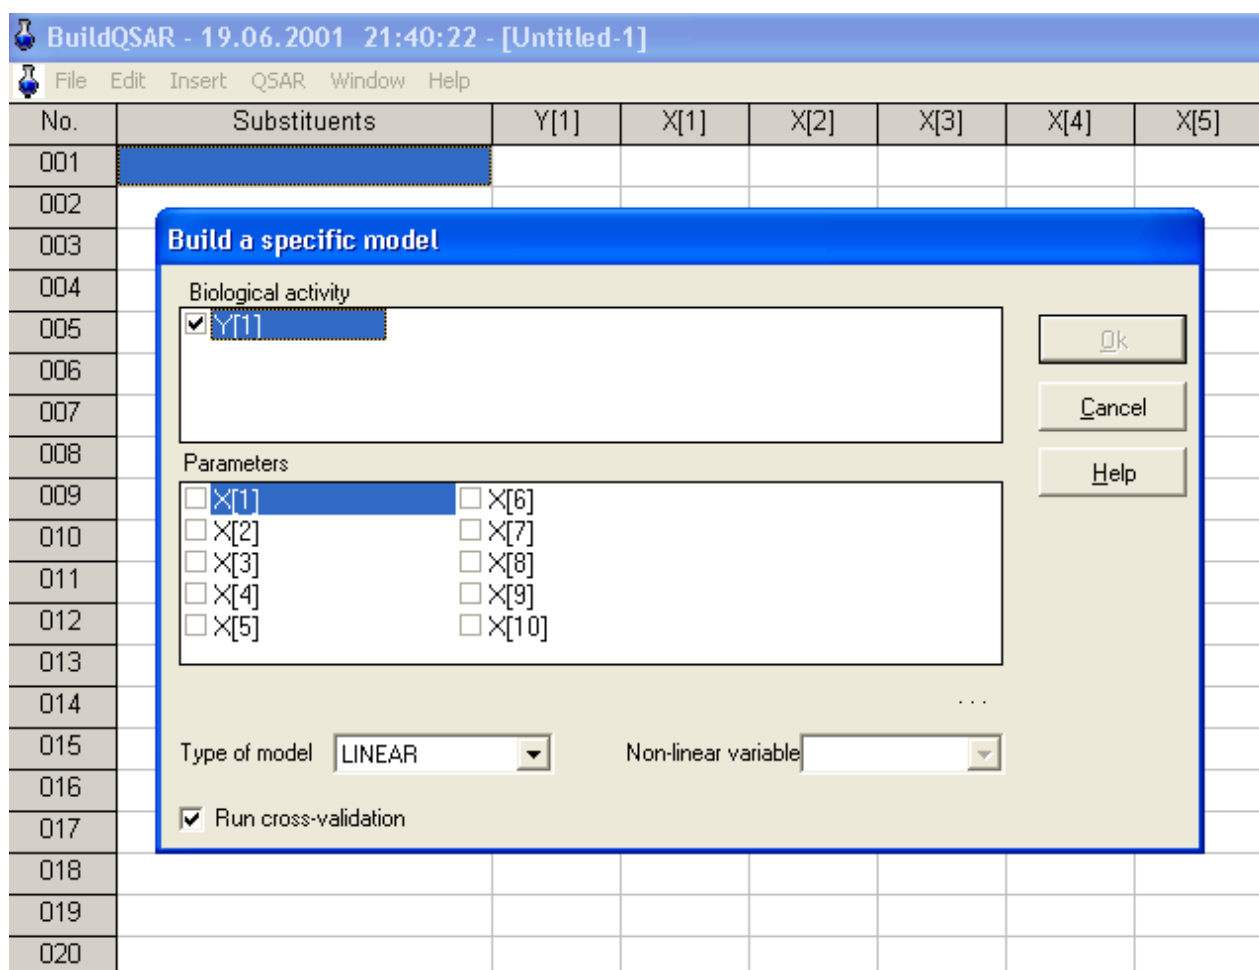 BuildQSAR - 19.06.2001 21:40:22 - [Untitled-1]
File Edit Insert QSAR Window Help
No. Substituents Y[1] X[1] X[2] X[3] X[4] X[5]
001
002
003
004
005
006
007
008
009
010
011
012
013
014
015
016
017
018
019
020
Build a specific model
Biological activity
Y[1]
Ok
Cancel
Help
Parameters
X[1] X[6]
X[2] X[7]
X[3] X[8]
X[4] X[9]
X[5] X[10]
. . .
Type of model LINEAR Non-linear variable
Run cross-validation